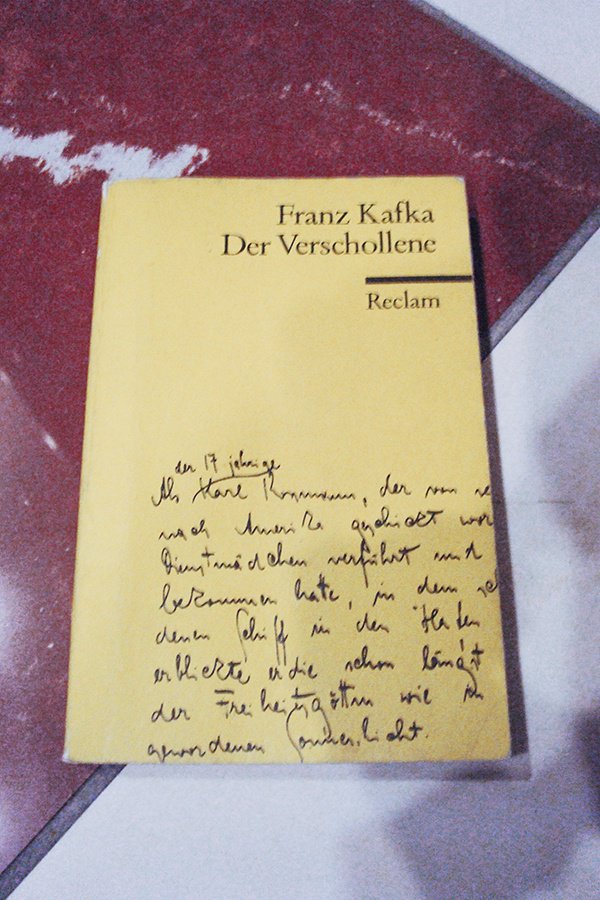 Franz Kafka
Der Verschollene
Reclam
der 17 jährige
Als Karl Rossmann, der von se
nach Amerika geschickt wor
Dienstmädchen verführt und
bekommen hatte, in dem
denen Schiff in den Hafen
erblickte er die schon längst
der Freiheitsgöttin wie in
gewordenen Sonnenlicht.